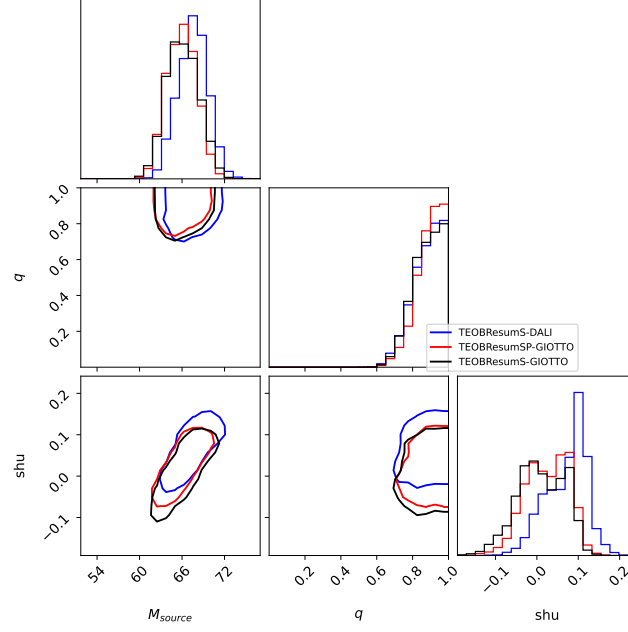 1.0
0.8
0.6
0.4
0.2
q
TEOBResumS-DALI
TEOBResumSP-GIOTTO
TEOBResumS-GIOTTO
0.2
0.1
0.0
−0.1
shu
54
60
66
72
M_source
0.2
0.4
0.6
0.8
1.0
q
−0.1
0.0
0.1
0.2
shu